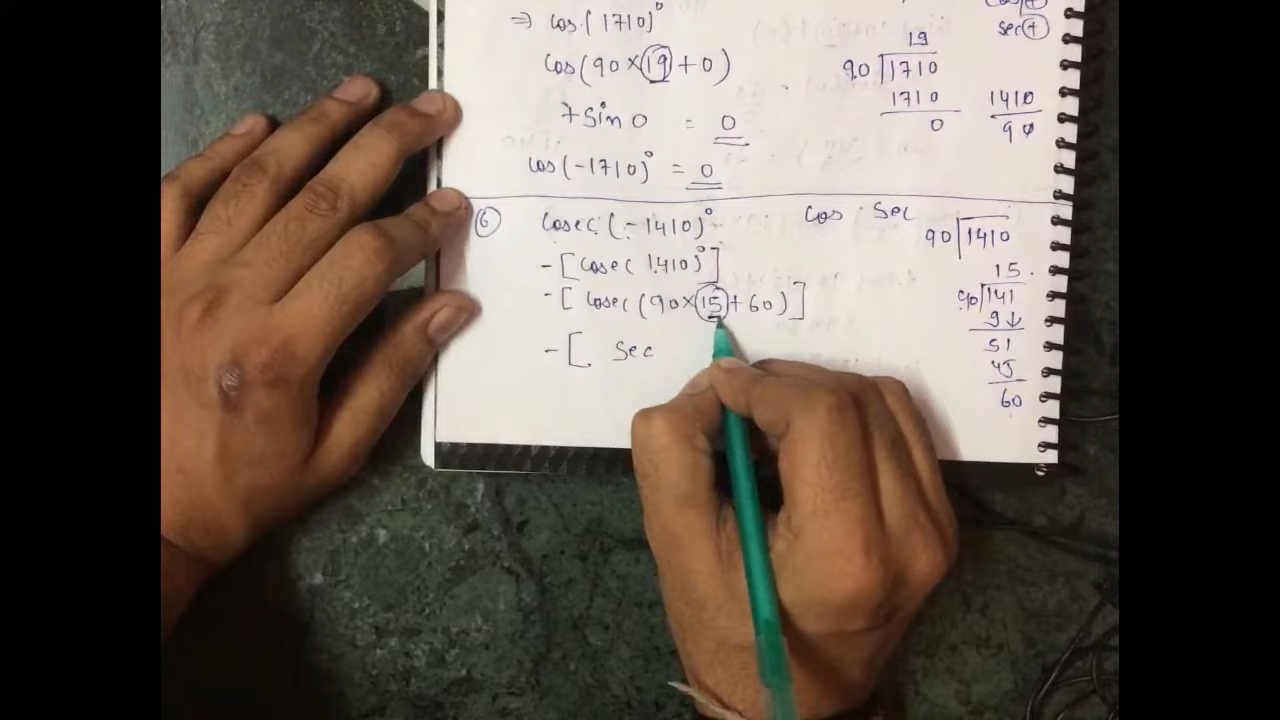 ⇒ cos(1710)°
cos(90×19+0)
+ sin 0 = 0
cos(-1710)° = 0
sec +
19
90 1710
1710
0
1410
90
6 cosec (-1410)°
-[cosec (1410)°]
-[cosec (90×15+60)]
-[ sec
cos sec
90 1410
15
90 141
9↓
51
45
60